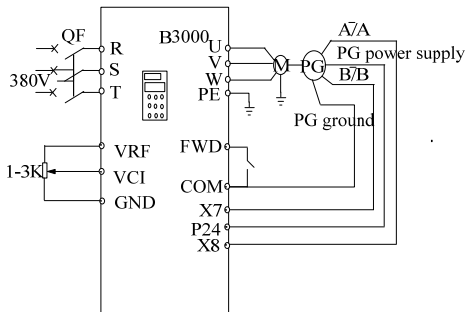 QF
380V
R
S
T
B3000
U
V
W
PE
M
PG
A/A̅
PG power supply
B/B̅
PG ground
1-3K
VRF
VCI
GND
FWD
COM
X7
P24
X8